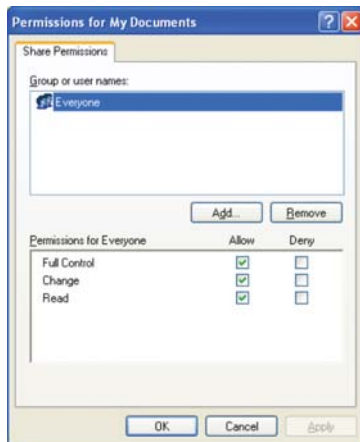 Permissions for My Documents
Share Permissions
Group or user names:
Everyone
Add... Remove
Permissions for Everyone Allow Deny
Full Control
Change
Read
OK Cancel Apply